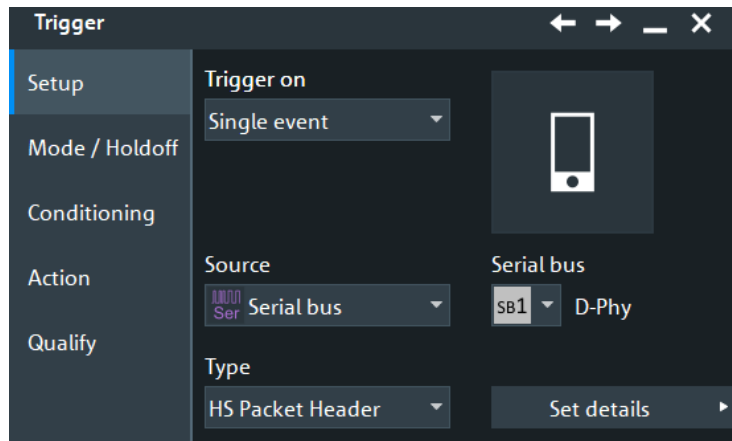 Trigger
Setup
Mode / Holdoff
Conditioning
Action
Qualify
Trigger on
Single event
Source
Ser Serial bus
Serial bus
SB1 D-Phy
Type
HS Packet Header
Set details